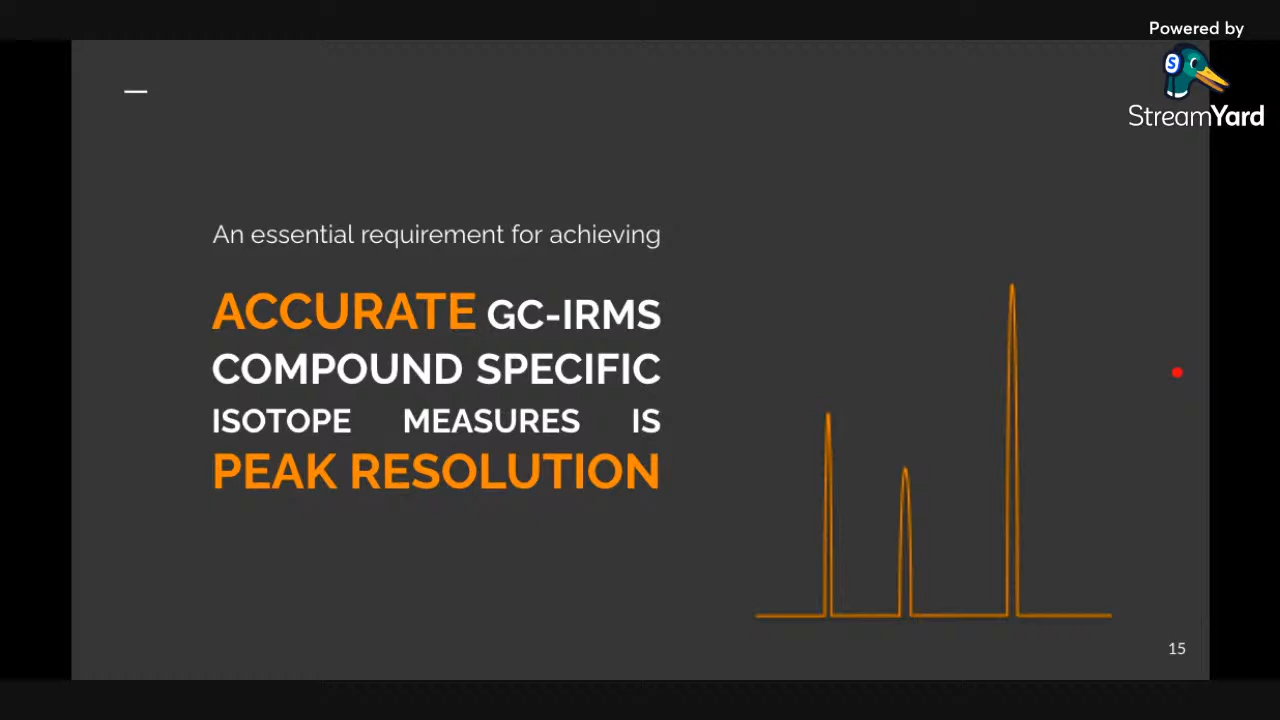 Powered by
StreamYard
An essential requirement for achieving
ACCURATE GC-IRMS
COMPOUND SPECIFIC
ISOTOPE MEASURES IS
PEAK RESOLUTION
15